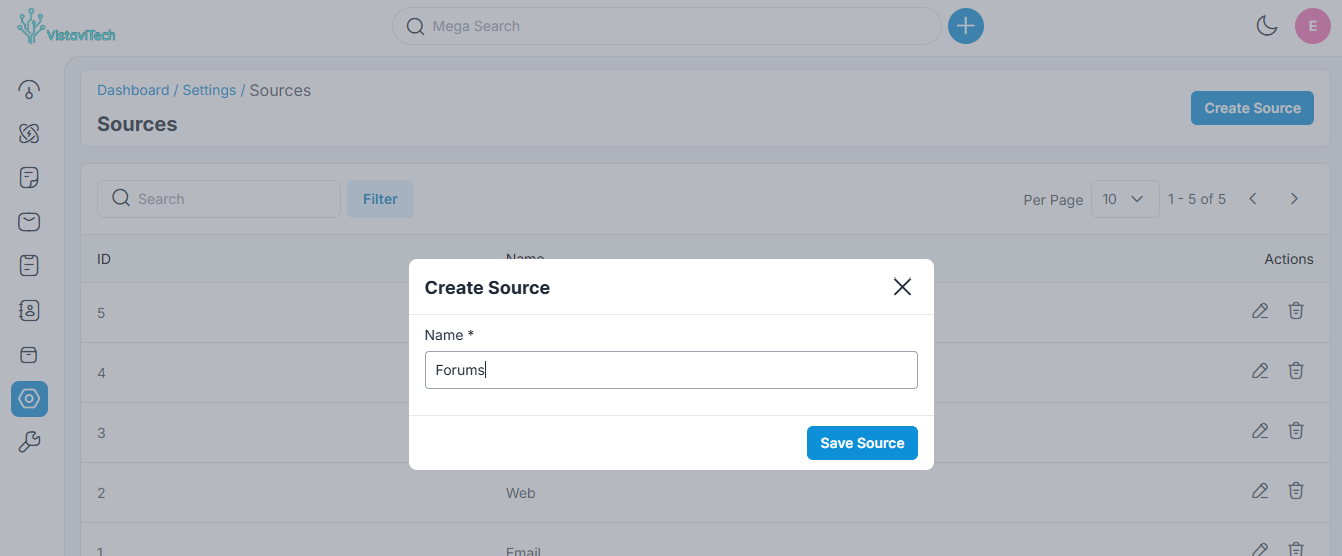 VistaviTech
Mega Search
E
Dashboard / Settings / Sources
Sources
Create Source
Search
Filter
Per Page
10
1 - 5 of 5
ID
Name
Actions
5
4
3
2
Web
1
Email
Create Source
Name *
Forums
Save Source